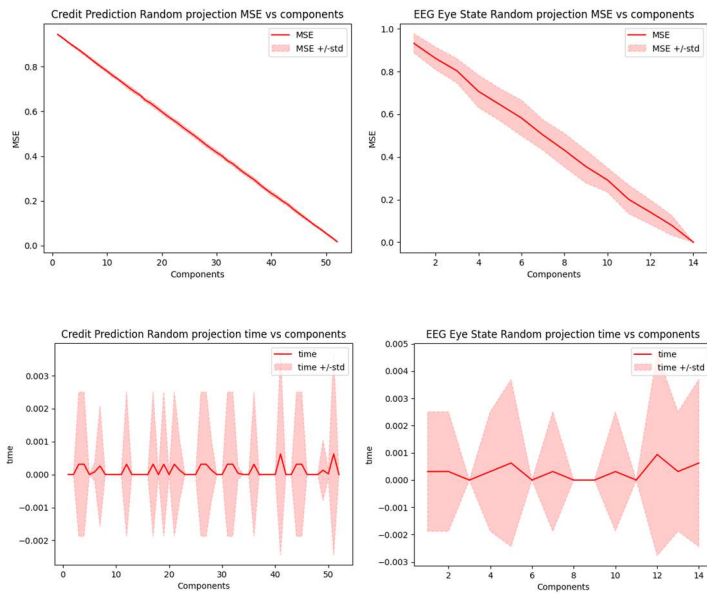 Credit Prediction Random projection MSE vs components
MSE
MSE +/-std
0.8
0.6
0.4
0.2
0.0
MSE
0
10
20
30
40
50
Components
EEG Eye State Random projection MSE vs components
MSE
MSE +/-std
1.0
0.8
0.6
0.4
0.2
0.0
MSE
2
4
6
8
10
12
14
Components
Credit Prediction Random projection time vs components
time
time +/-std
0.003
0.002
0.001
0.000
−0.001
−0.002
time
0
10
20
30
40
50
Components
EEG Eye State Random projection time vs components
time
time +/-std
0.005
0.004
0.003
0.002
0.001
0.000
−0.001
−0.002
−0.003
time
2
4
6
8
10
12
14
Components